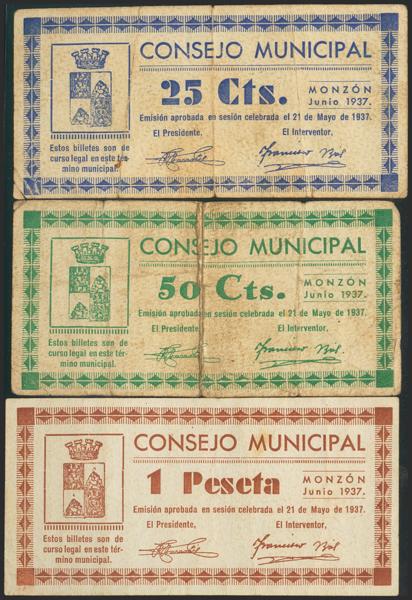 CONSEJO MUNICIPAL
25 Cts.
MONZÓN
Junio 1937.
Emisión aprobada en sesión celebrada el 21 de Mayo de 1937.
El Presidente,
El Interventor,
Estos billetes son de
curso legal en este tér-
mino municipal.
Francisco
CONSEJO MUNICIPAL
50 Cts.
MONZÓN
Junio 1937.
Emisión aprobada en sesión celebrada el 21 de Mayo de 1937.
El Presidente,
El Interventor,
Estos billetes son de
curso legal en este tér-
mino municipal.
Francisco
CONSEJO MUNICIPAL
1 Peseta
MONZÓN
Junio 1937.
Emisión aprobada en sesión celebrada el 21 de Mayo de 1937.
El Presidente,
El Interventor,
Estos billetes son de
curso legal en este tér-
mino municipal.
Francisco